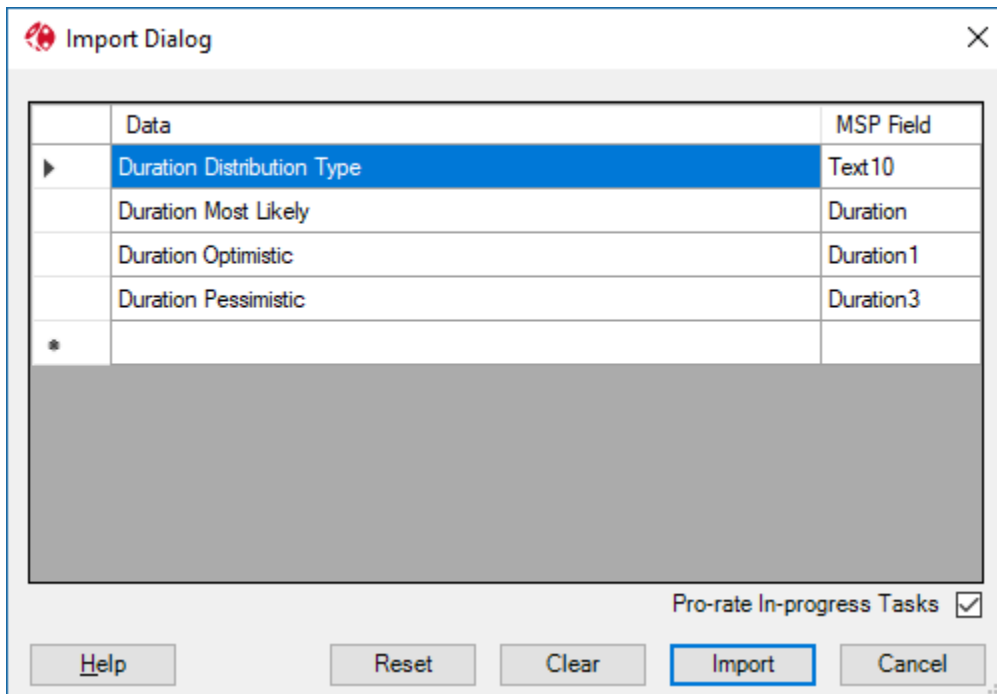 Import Dialog
Data MSP Field
Duration Distribution Type Text10
Duration Most Likely Duration
Duration Optimistic Duration1
Duration Pessimistic Duration3
Pro-rate In-progress Tasks
Help Reset Clear Import Cancel